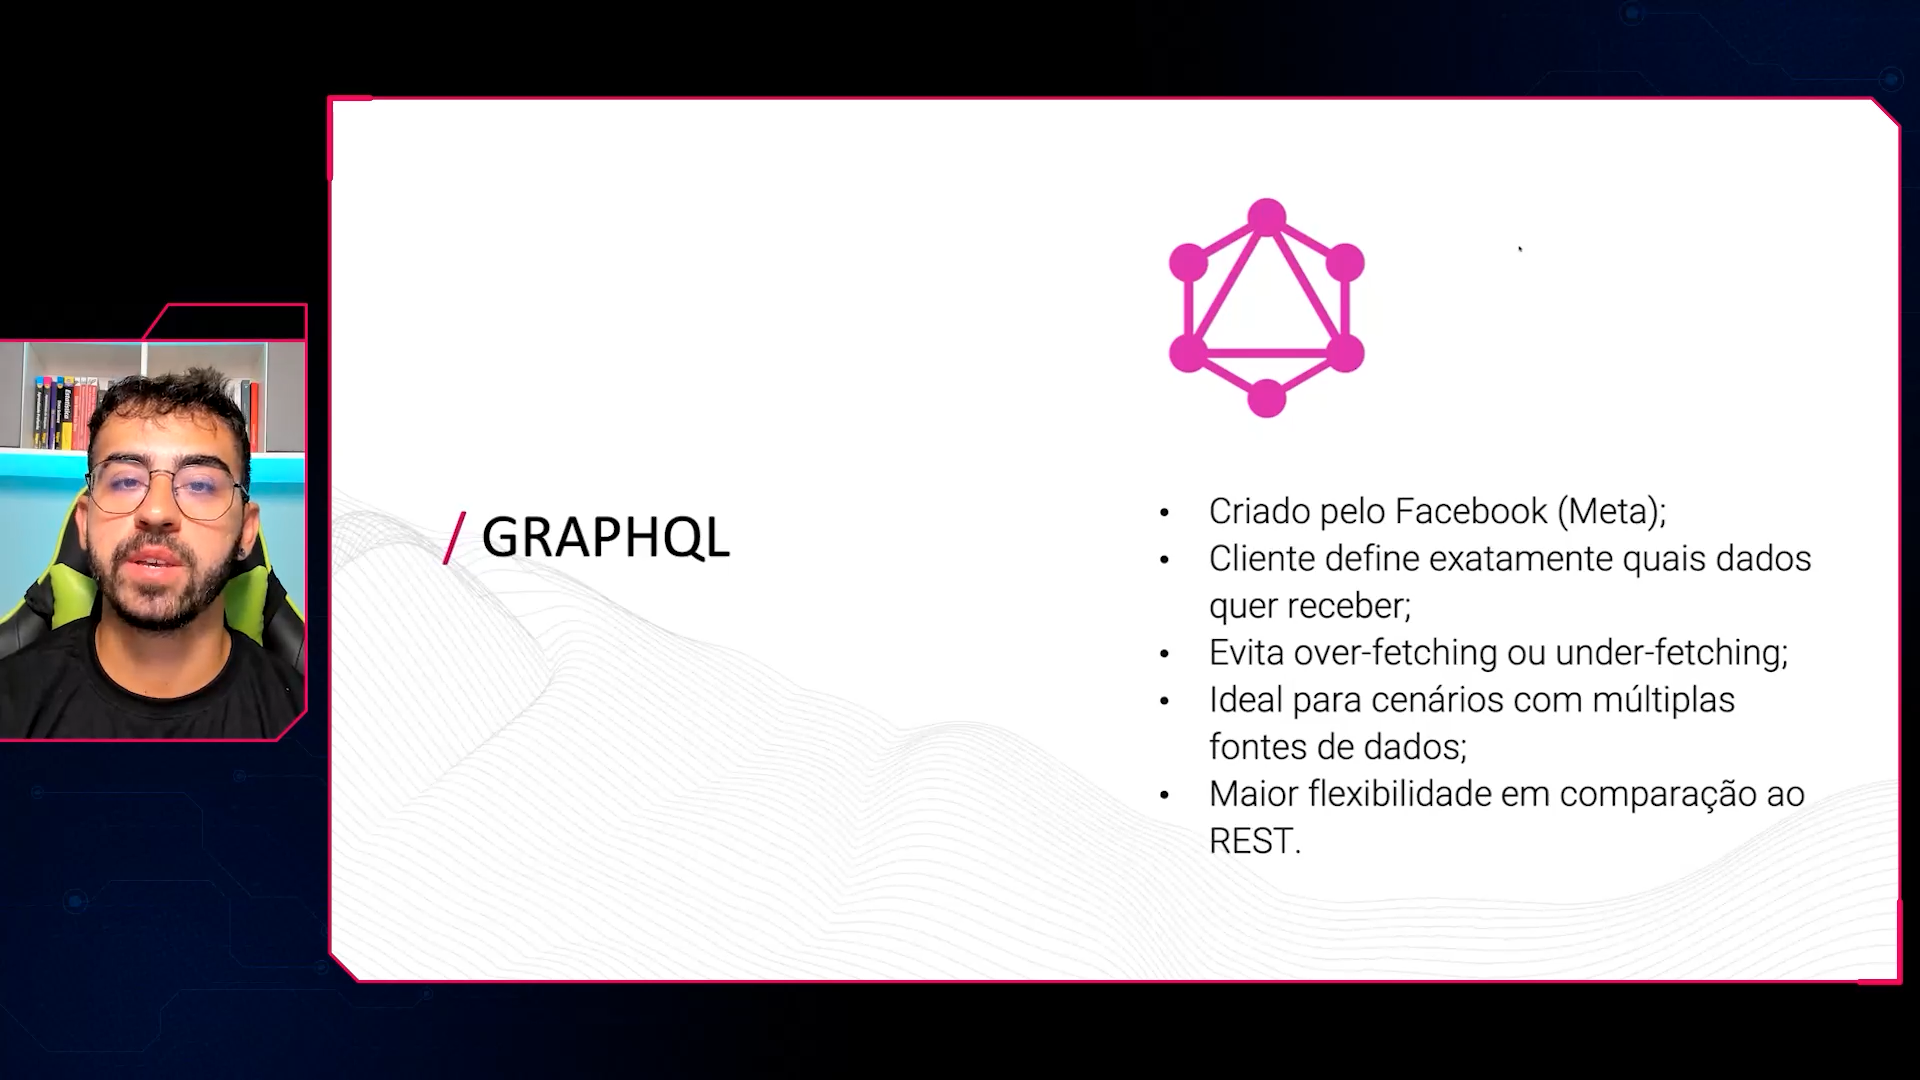 / GRAPHQL
• Criado pelo Facebook (Meta);
• Cliente define exatamente quais dados
quer receber;
• Evita over-fetching ou under-fetching;
• Ideal para cenários com múltiplas
fontes de dados;
• Maior flexibilidade em comparação ao
REST.